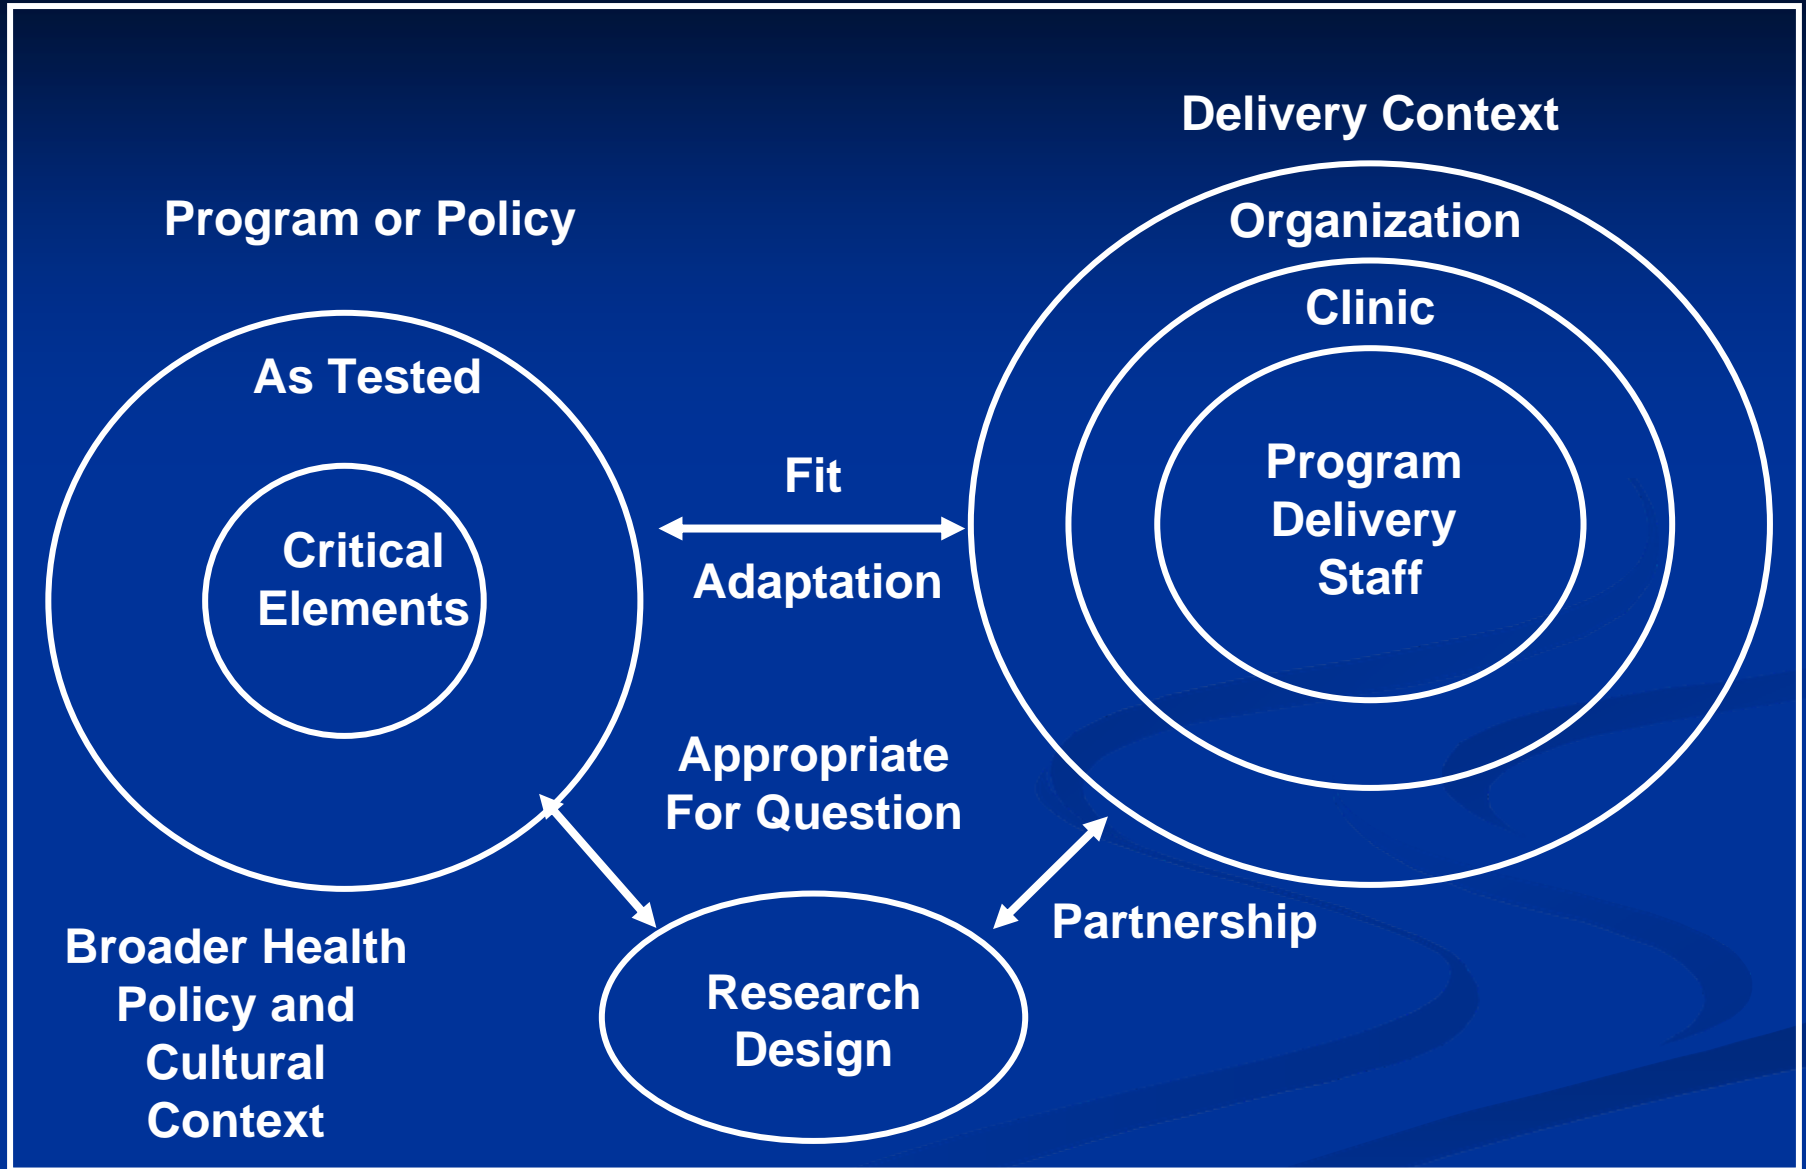 Delivery Context
Program or Policy
Organization
Clinic
As Tested
Program
Delivery
Staff
Fit
Adaptation
Critical
Elements
Appropriate
For Question
Partnership
Broader Health
Policy and
Cultural
Context
Research
Design